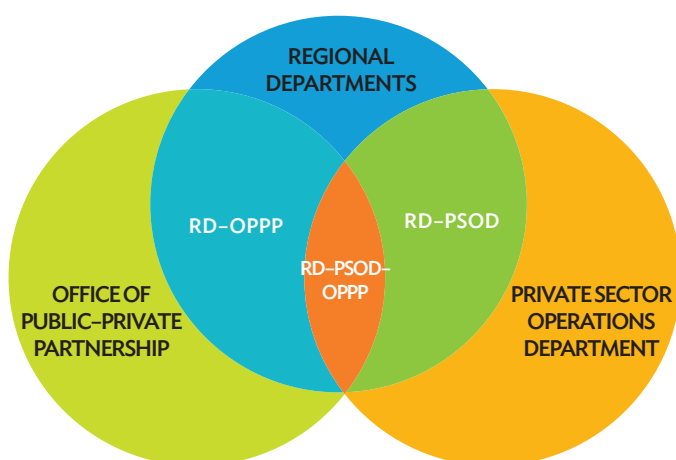 REGIONAL
DEPARTMENTS
RD–OPPP
RD–PSOD
RD–PSOD–
OPPP
OFFICE OF
PUBLIC–PRIVATE
PARTNERSHIP
PRIVATE SECTOR
OPERATIONS
DEPARTMENT